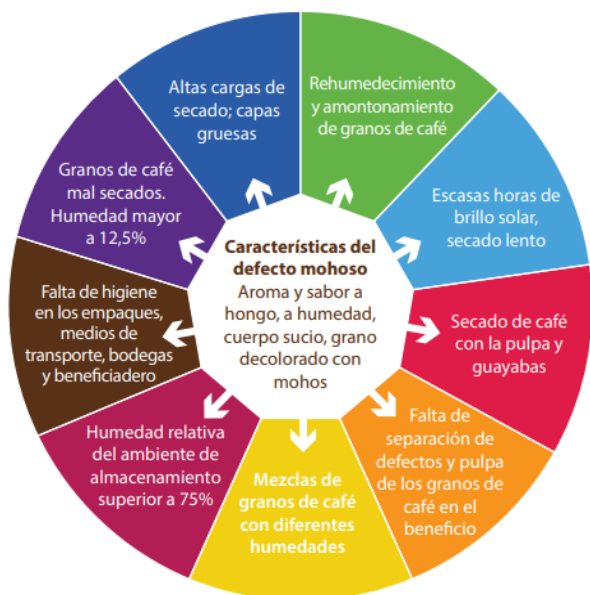 Altas cargas de
secado; capas
gruesas
Rehumedecimiento
y amontonamiento
de granos de café
Escasas horas de
brillo solar,
secado lento
Secado de café
con la pulpa y
guayabas
Falta de
separación de
defectos y pulpa
de los granos de
café en el
beneficio
Mezclas de
granos de café
con diferentes
humedades
Humedad relativa
del ambiente de
almacenamiento
superior a 75%
Falta de higiene
en los empaques,
medios de
transporte, bodegas
y beneficiadero
Granos de café
mal secados.
Humedad mayor
a 12,5%
Características del
defecto mohoso
Aroma y sabor a
hongo, a humedad,
cuerpo sucio, grano
decolorado con
mohos